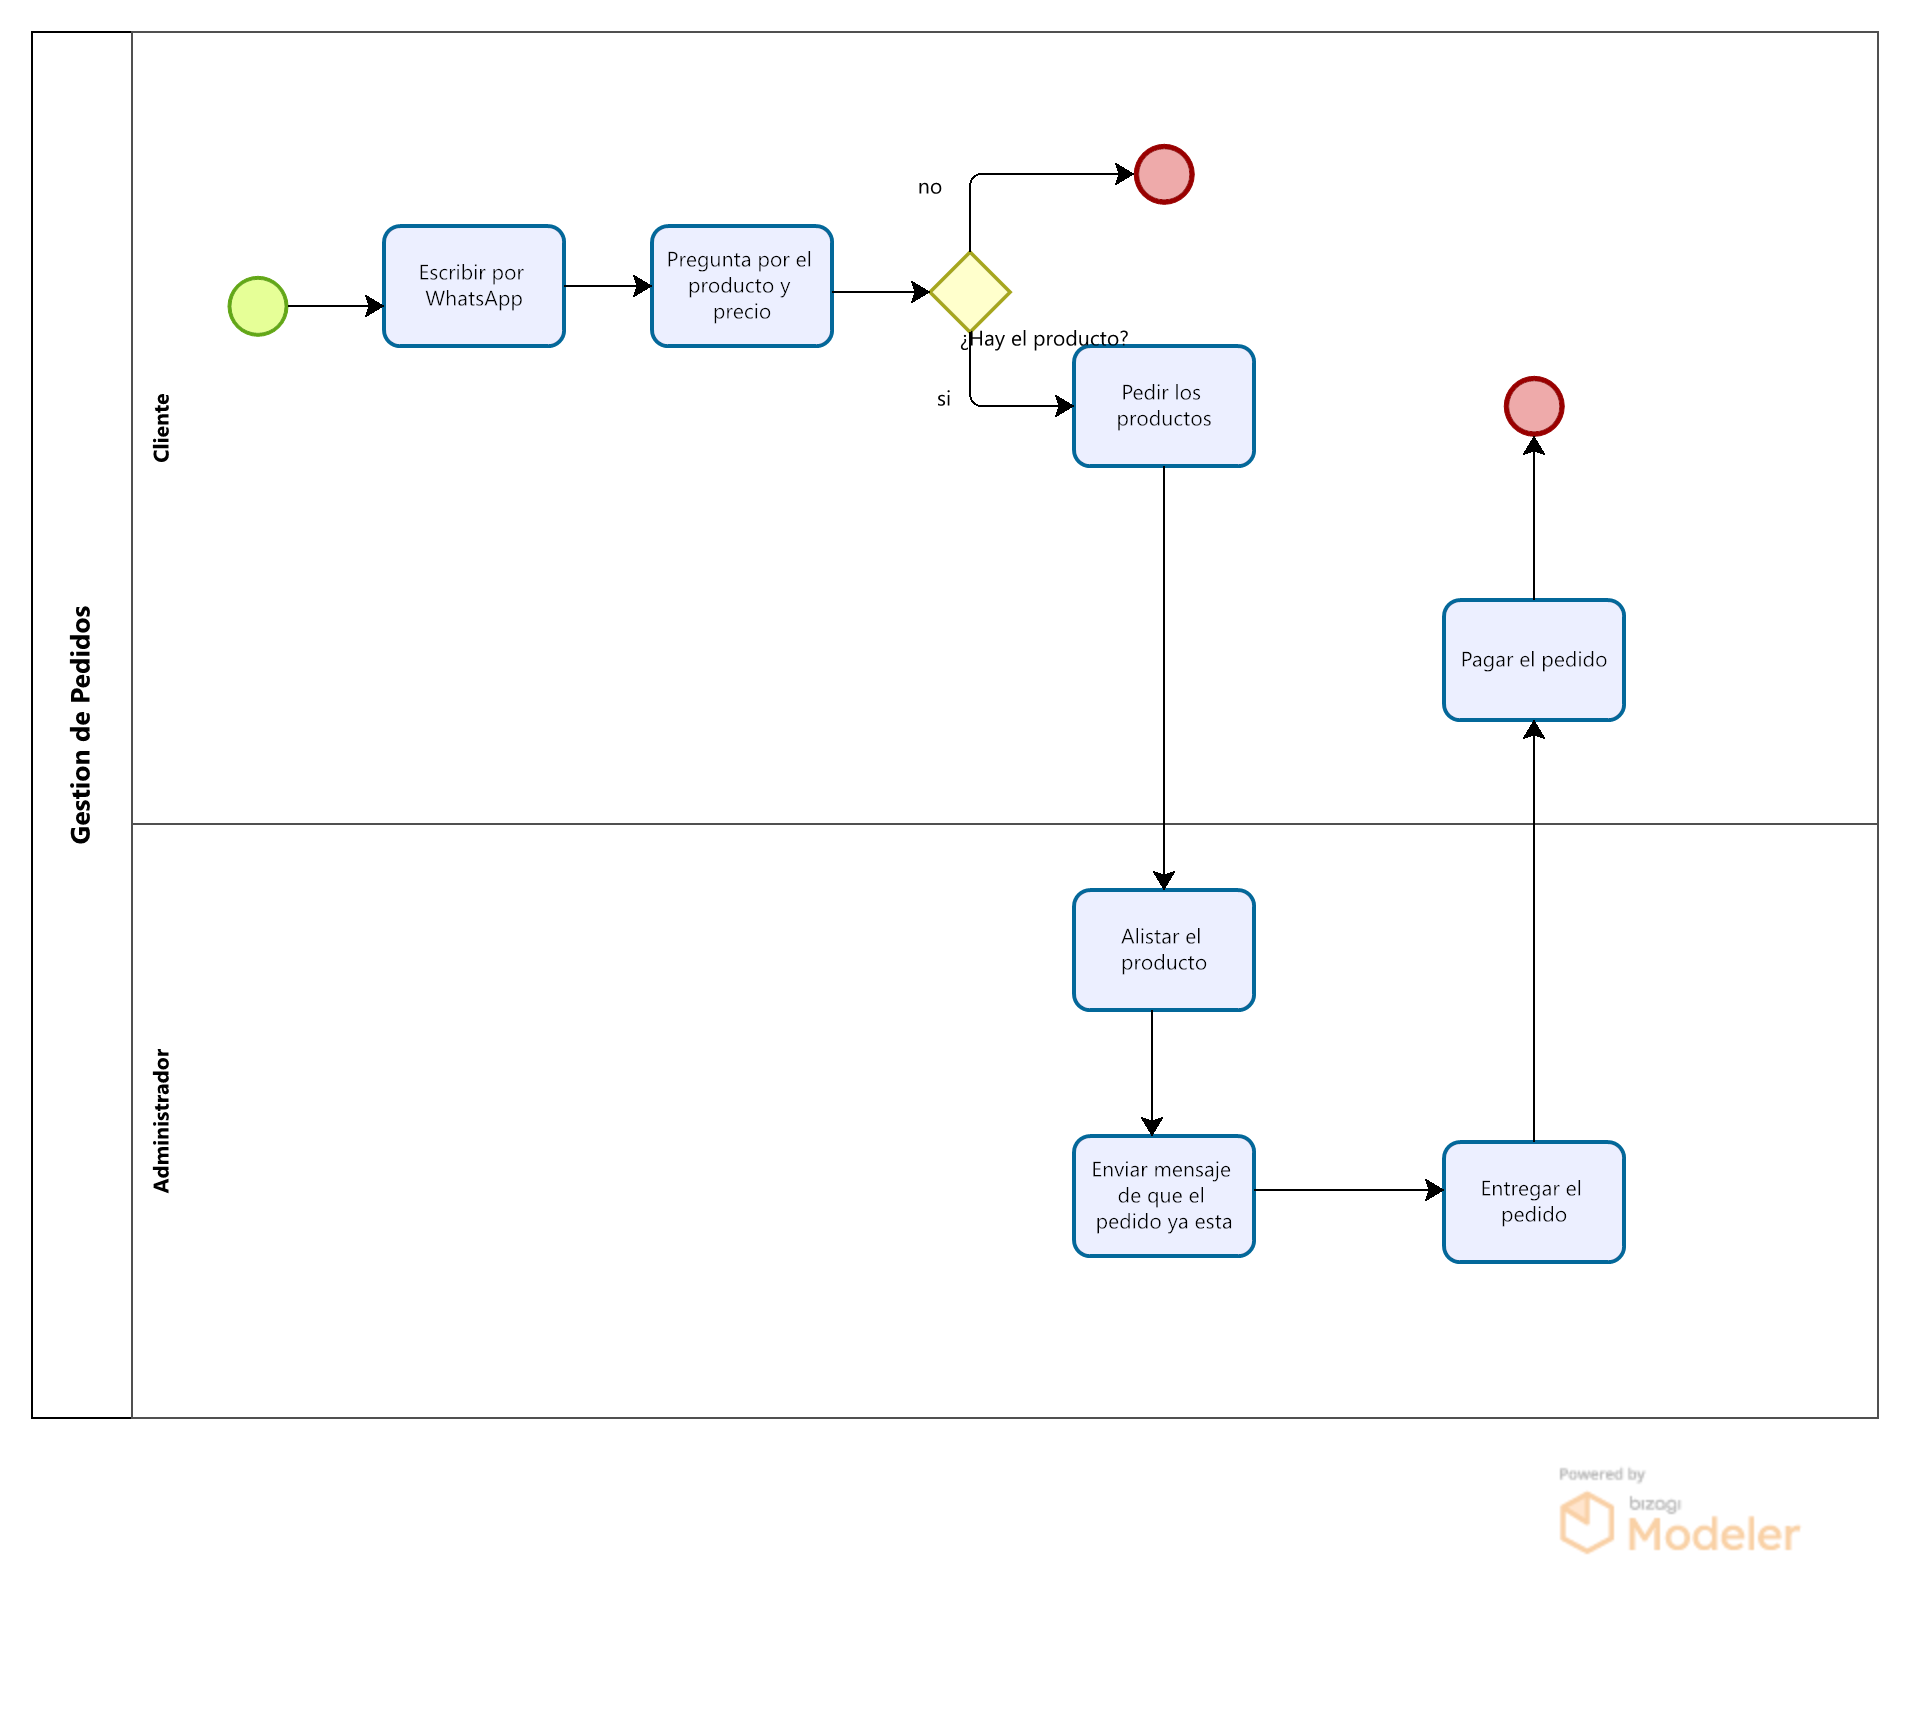 Gestion de Pedidos
Cliente
Escribir por
WhatsApp
Pregunta por el
producto y
precio
no
¿Hay el producto?
si
Pedir los
productos
Pagar el pedido
Administrador
Alistar el
producto
Enviar mensaje
de que el
pedido ya esta
Entregar el
pedido
Powered by
bizagi
Modeler